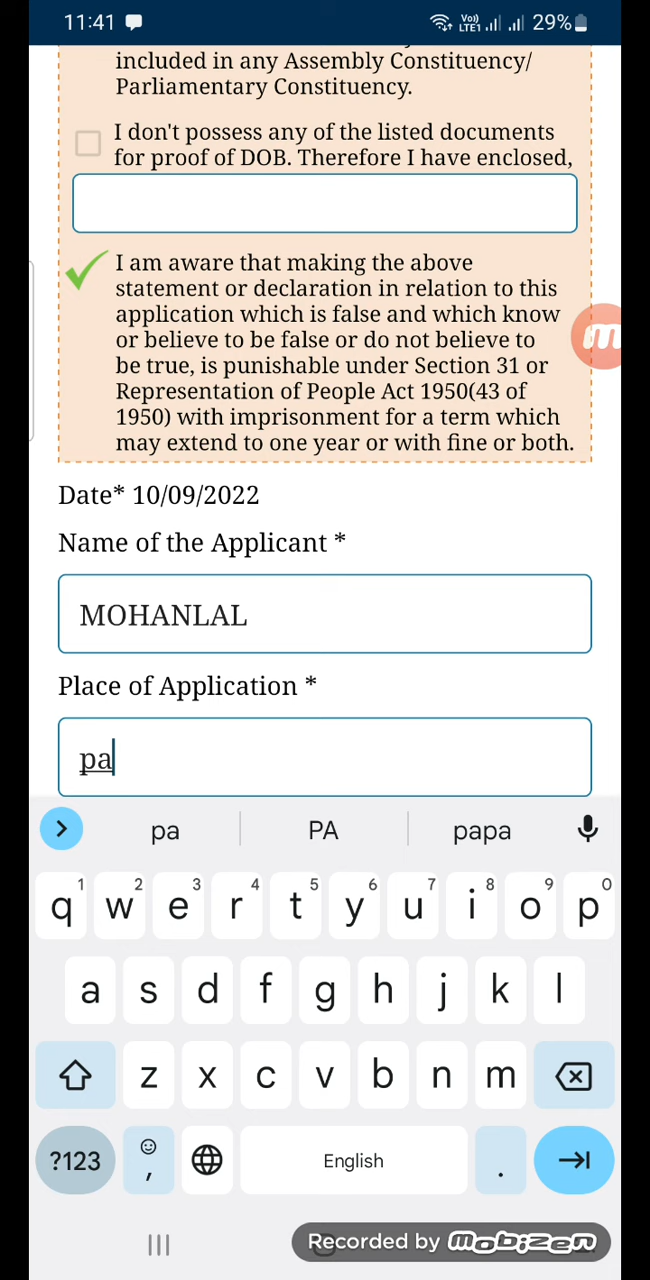 11:41 29%
Vo))
LTE1
included in any Assembly Constituency/
Parliamentary Constituency.
I don't possess any of the listed documents
for proof of DOB. Therefore I have enclosed,
I am aware that making the above
statement or declaration in relation to this
application which is false and which know
or believe to be false or do not believe to
be true, is punishable under Section 31 or
Representation of People Act 1950(43 of
1950) with imprisonment for a term which
may extend to one year or with fine or both.
m
Date* 10/09/2022
Name of the Applicant *
MOHANLAL
Place of Application *
pa
pa PA papa
1 2 3 4 5 6 7 8 9 0
q w e r t y u i o p
a s d f g h j k l
z x c v b n m
?123 , English .
Recorded by mobizen